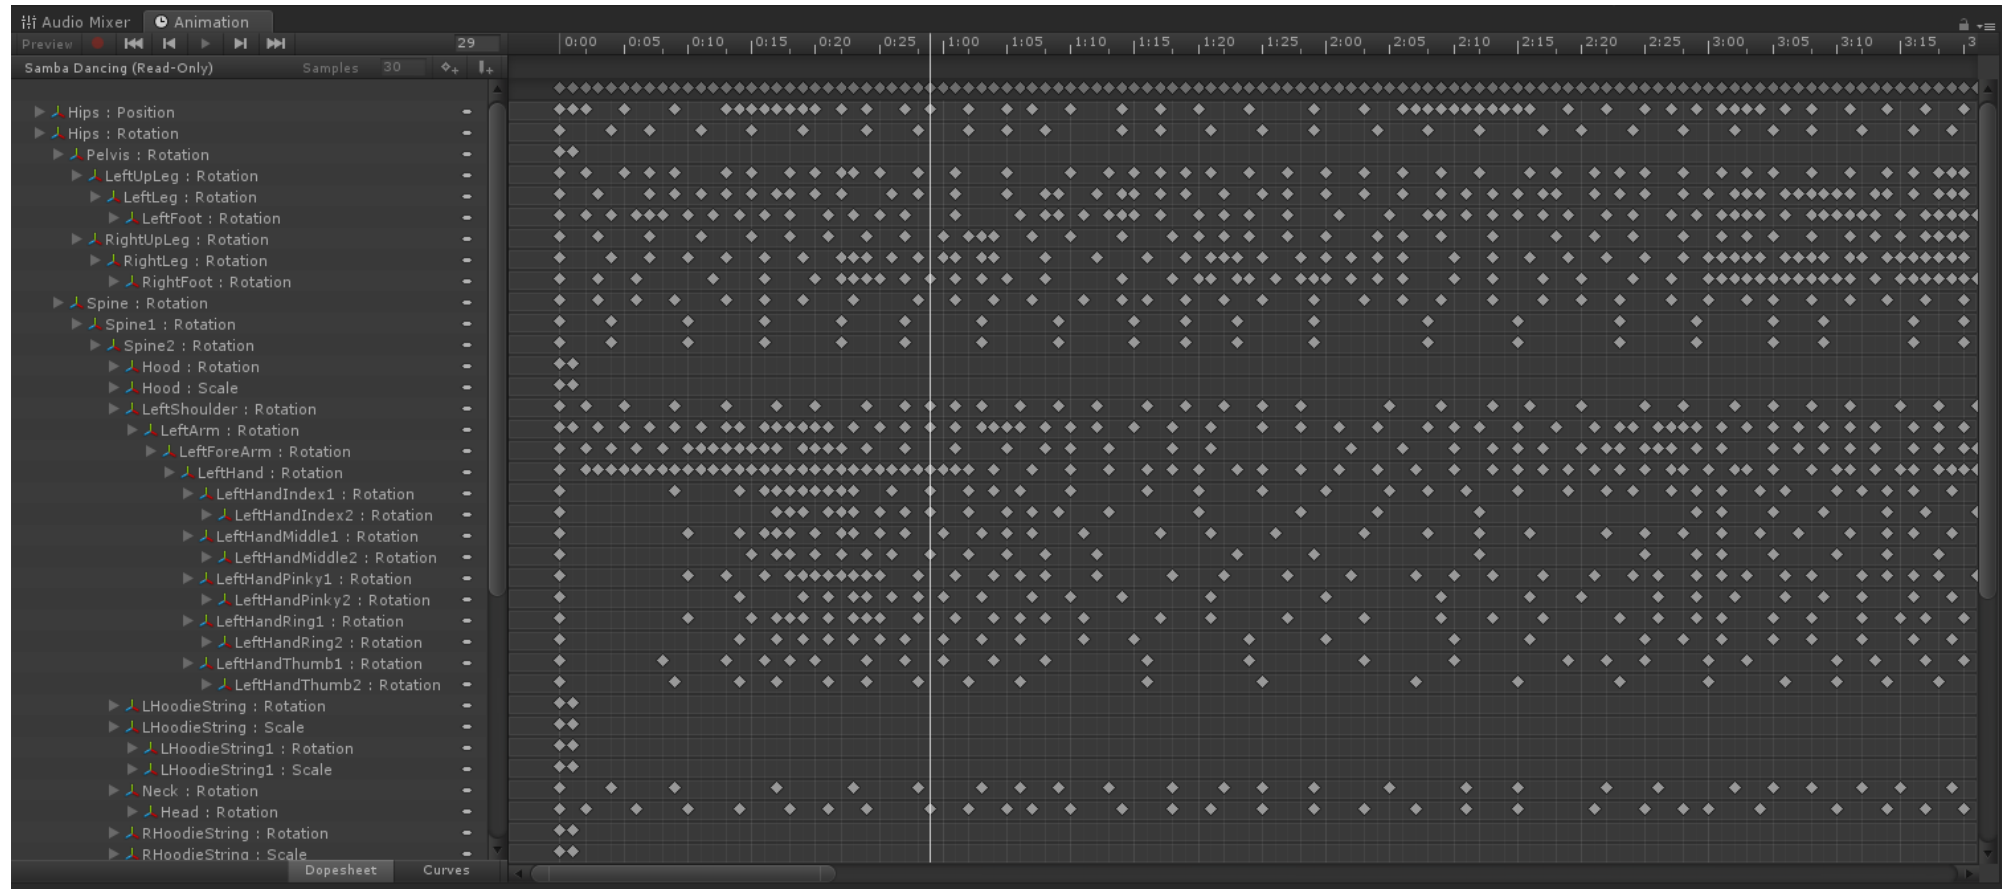 Audio Mixer Animation
Preview 29 0:00 0:05 0:10 0:15 0:20 0:25 1:00 1:05 1:10 1:15 1:20 1:25 2:00 2:05 2:10 2:15 2:20 2:25 3:00 3:05 3:10 3:15 3
Samba Dancing (Read-Only) Samples 30
Hips : Position
Hips : Rotation
Pelvis : Rotation
LeftUpLeg : Rotation
LeftLeg : Rotation
LeftFoot : Rotation
RightUpLeg : Rotation
RightLeg : Rotation
RightFoot : Rotation
Spine : Rotation
Spine1 : Rotation
Spine2 : Rotation
Hood : Rotation
Hood : Scale
LeftShoulder : Rotation
LeftArm : Rotation
LeftForeArm : Rotation
LeftHand : Rotation
LeftHandIndex1 : Rotation
LeftHandIndex2 : Rotation
LeftHandMiddle1 : Rotation
LeftHandMiddle2 : Rotation
LeftHandPinky1 : Rotation
LeftHandPinky2 : Rotation
LeftHandRing1 : Rotation
LeftHandRing2 : Rotation
LeftHandThumb1 : Rotation
LeftHandThumb2 : Rotation
LHoodieString : Rotation
LHoodieString : Scale
LHoodieString1 : Rotation
LHoodieString1 : Scale
Neck : Rotation
Head : Rotation
RHoodieString : Rotation
RHoodieString : Scale
Dopesheet Curves